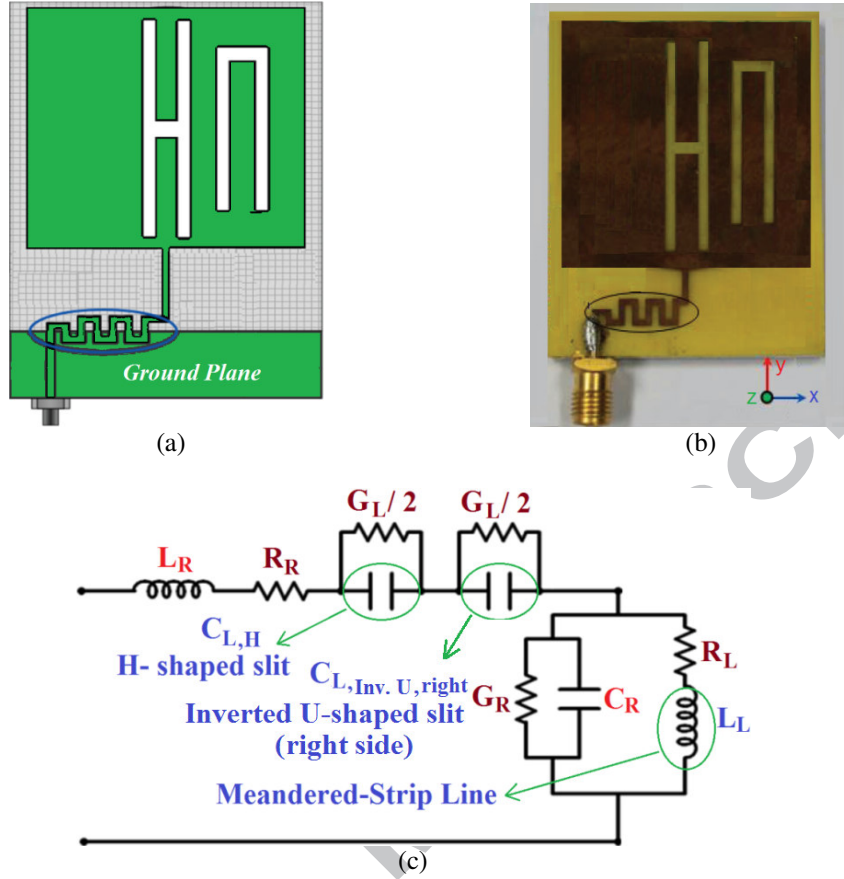 Ground Plane
y
z
x
(a)
(b)
G_L/ 2
G_L/ 2
L_R
R_R
C_L,H
H- shaped slit
C_L,Inv. U,right
Inverted U-shaped slit
(right side)
G_R
C_R
R_L
L_L
Meandered-Strip Line
(c)